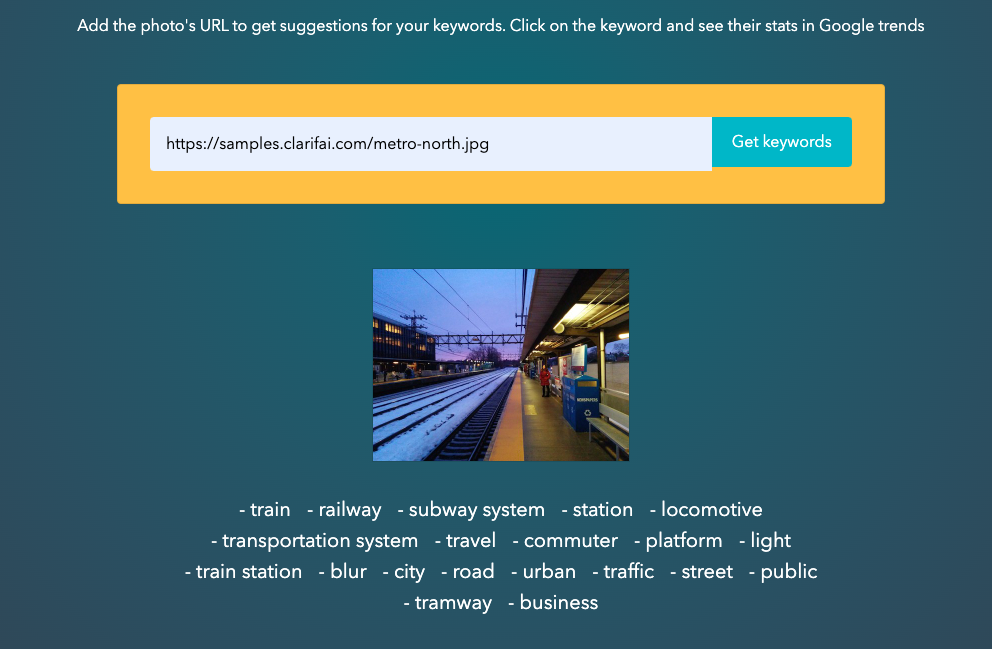 Add the photo's URL to get suggestions for your keywords. Click on the keyword and see their stats in Google trends
https://samples.clarifai.com/metro-north.jpg
Get keywords
NEWSPAPERS
- train - railway - subway system - station - locomotive
- transportation system - travel - commuter - platform - light
- train station - blur - city - road - urban - traffic - street - public
- tramway - business